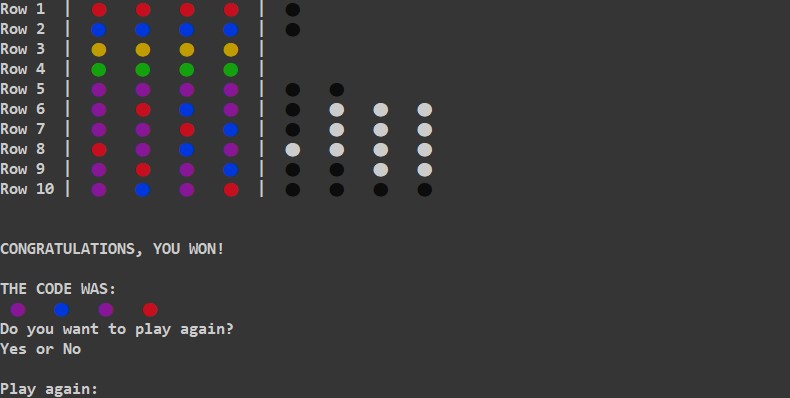 Row 1 | ● ● ● ● | ●
Row 2 | ● ● ● ● | ●
Row 3 | ● ● ● ● |
Row 4 | ● ● ● ● |
Row 5 | ● ● ● ● | ● ●
Row 6 | ● ● ● ● | ● ● ● ●
Row 7 | ● ● ● ● | ● ● ● ●
Row 8 | ● ● ● ● | ● ● ● ●
Row 9 | ● ● ● ● | ● ● ● ●
Row 10 | ● ● ● ● | ● ● ● ●
CONGRATULATIONS, YOU WON!
THE CODE WAS:
● ● ● ●
Do you want to play again?
Yes or No
Play again: